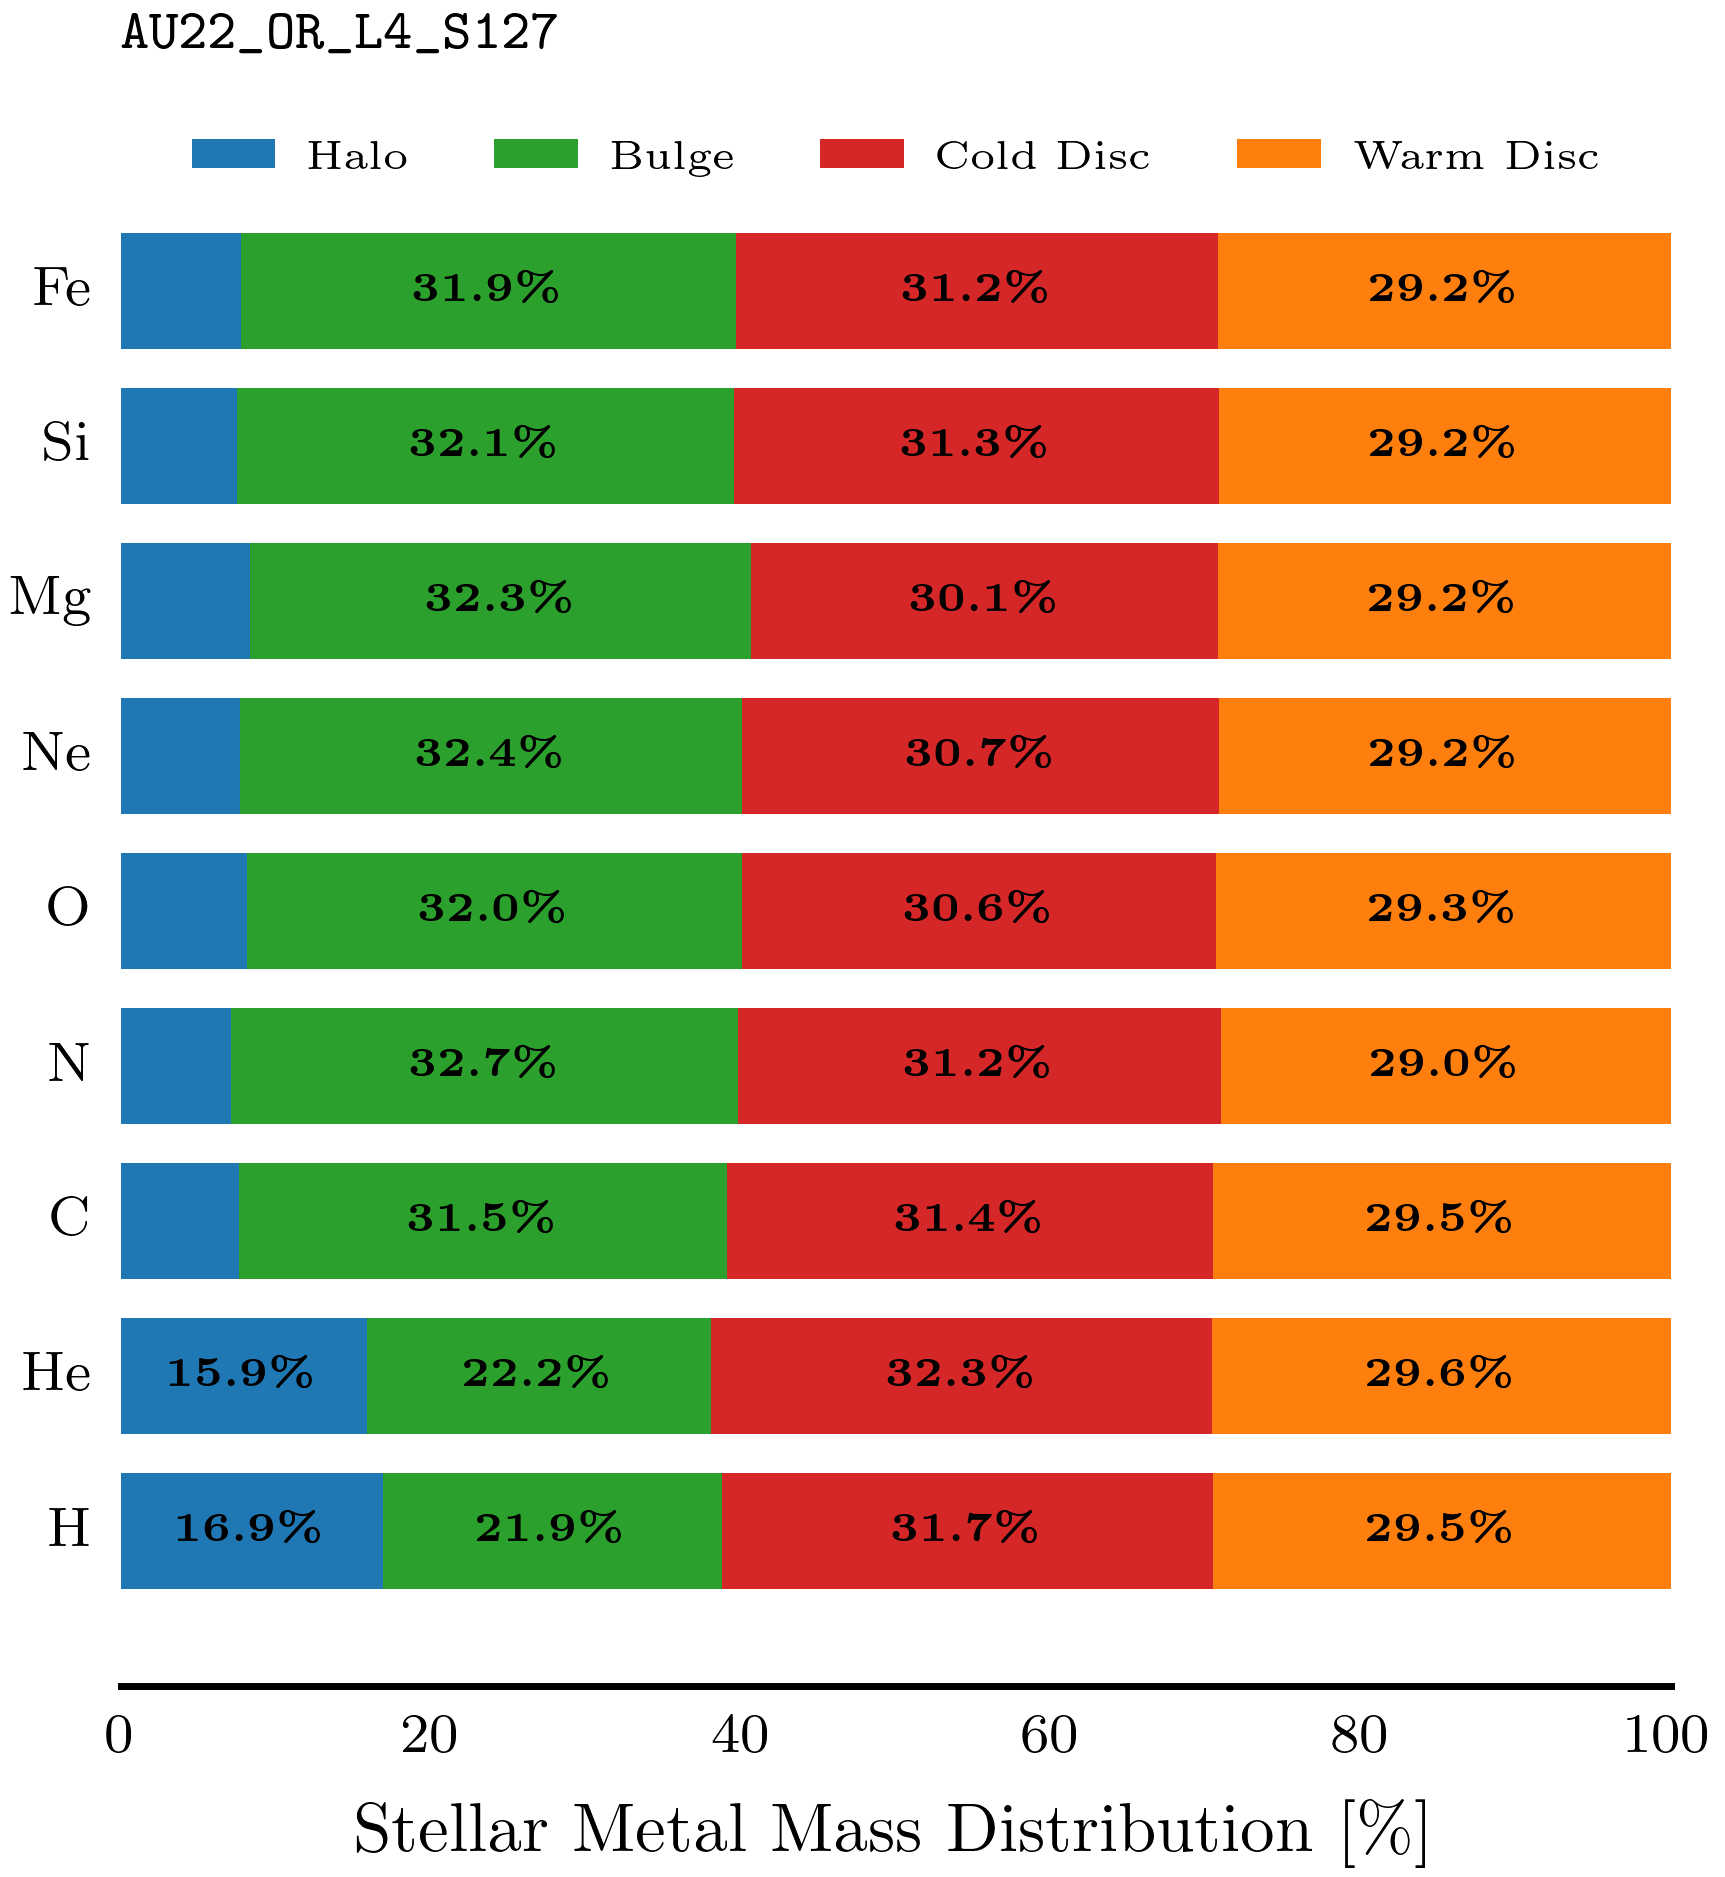 AU22_OR_L4_S127
Halo Bulge Cold Disc Warm Disc
Fe 31.9% 31.2% 29.2%
Si 32.1% 31.3% 29.2%
Mg 32.3% 30.1% 29.2%
Ne 32.4% 30.7% 29.2%
O 32.0% 30.6% 29.3%
N 32.7% 31.2% 29.0%
C 31.5% 31.4% 29.5%
He 15.9% 22.2% 32.3% 29.6%
H 16.9% 21.9% 31.7% 29.5%
0 20 40 60 80 100
Stellar Metal Mass Distribution [%]